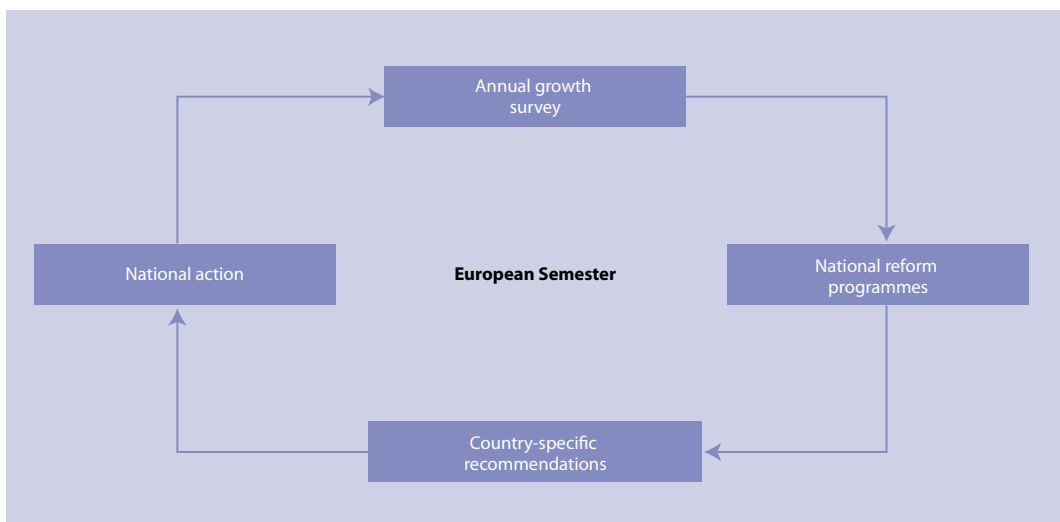 Annual growth
survey
National action
European Semester
National reform
programmes
Country-specific
recommendations